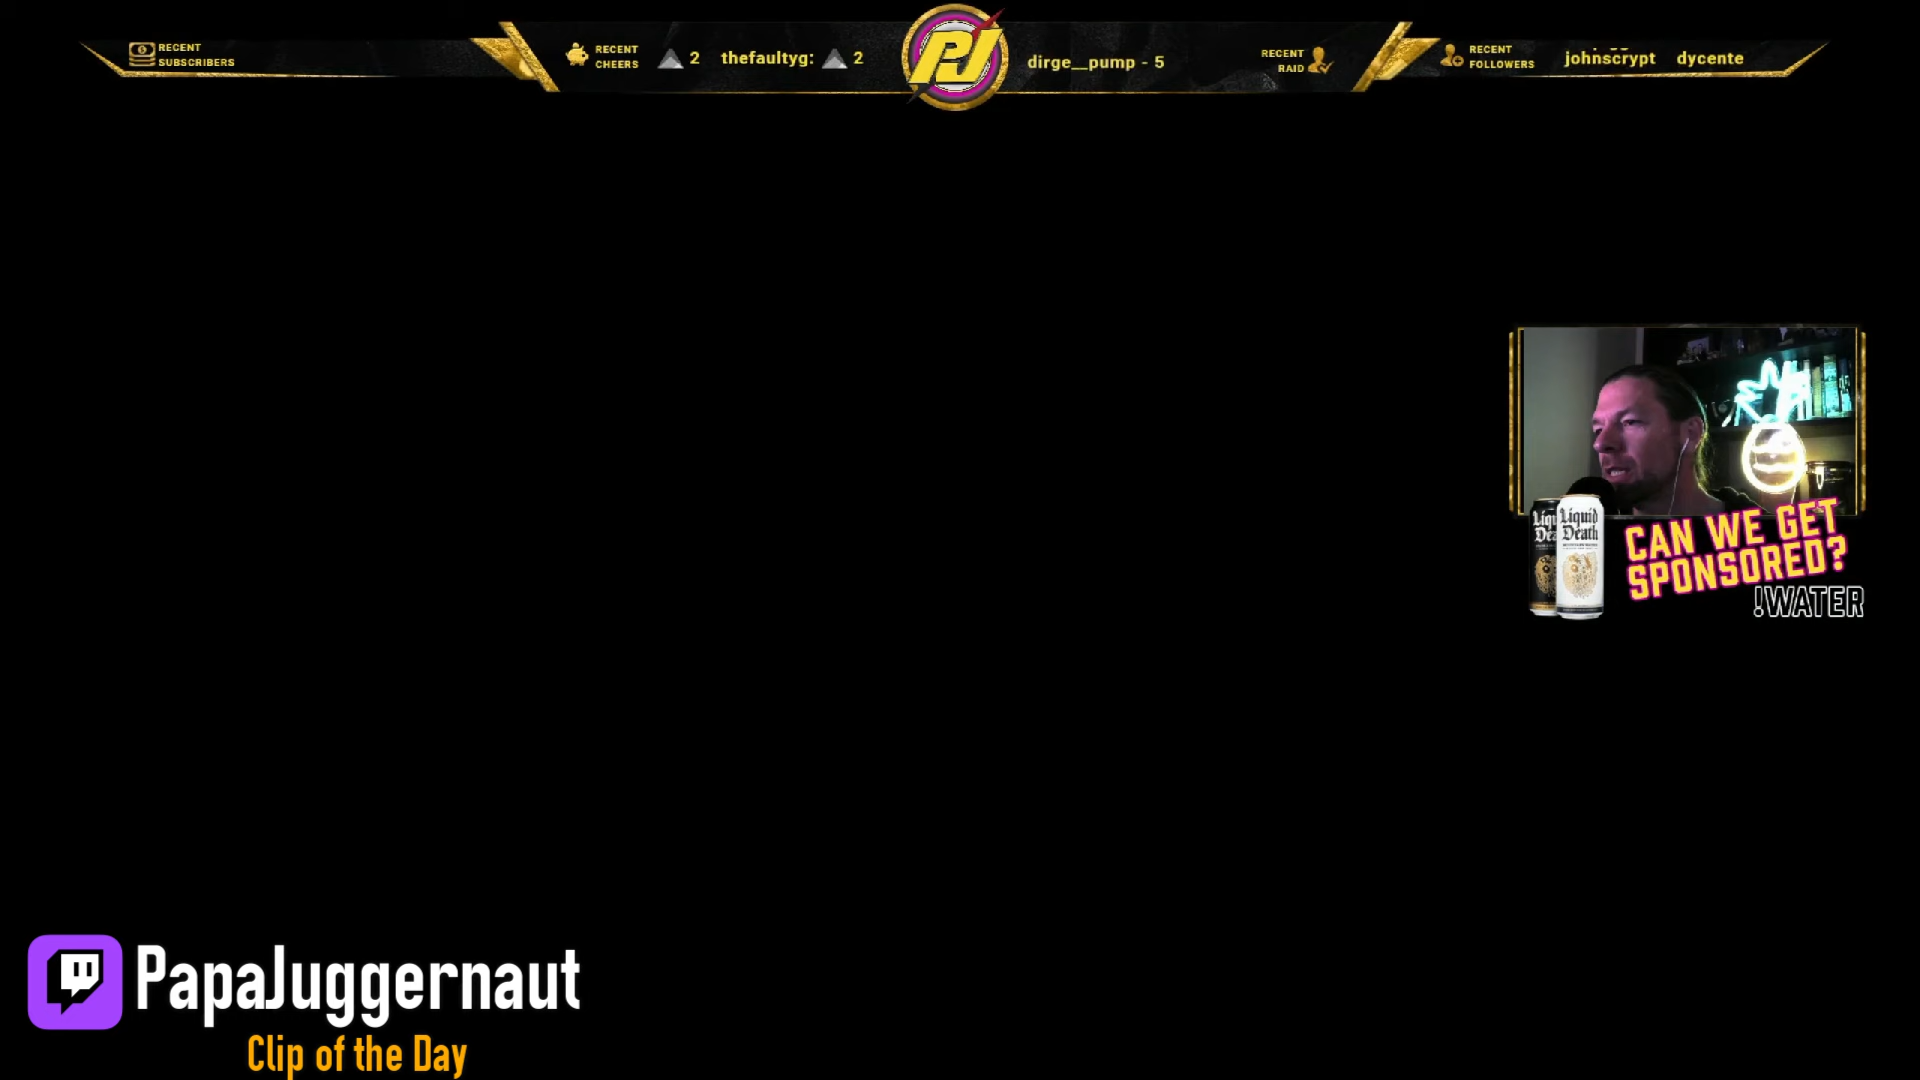 RECENT
SUBSCRIBERS
RECENT
CHEERS
2
thefaultyg: 2
PJ
dirge__pump - 5
RECENT
RAID
RECENT
FOLLOWERS
johnscrypt dycente
Liquid
Death
CAN WE GET
SPONSORED?
!WATER
PapaJuggernaut
Clip of the Day